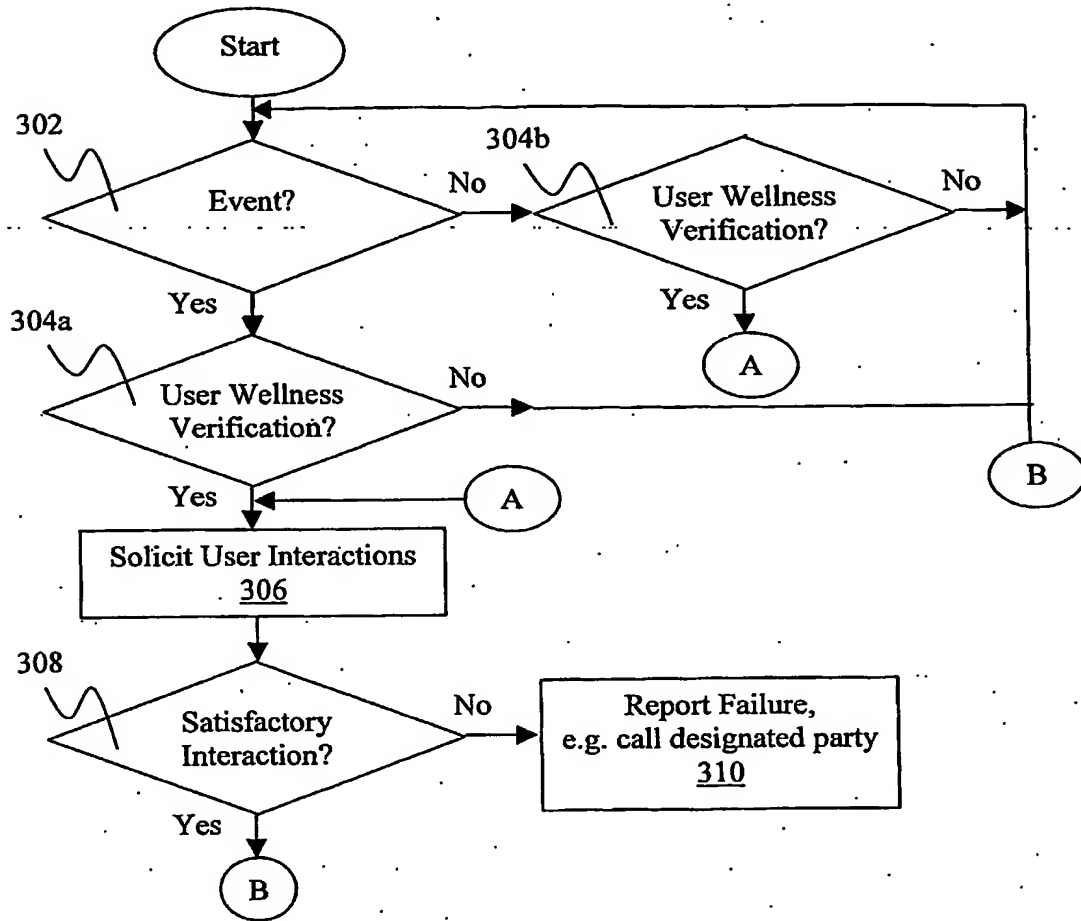 Start
302
Event?
No
304b
User Wellness
Verification?
No
Yes
Yes
A
304a
User Wellness
Verification?
No
B
Yes
A
Solicit User Interactions
306
308
Satisfactory
Interaction?
No
Report Failure,
e.g. call designated party
310
Yes
B